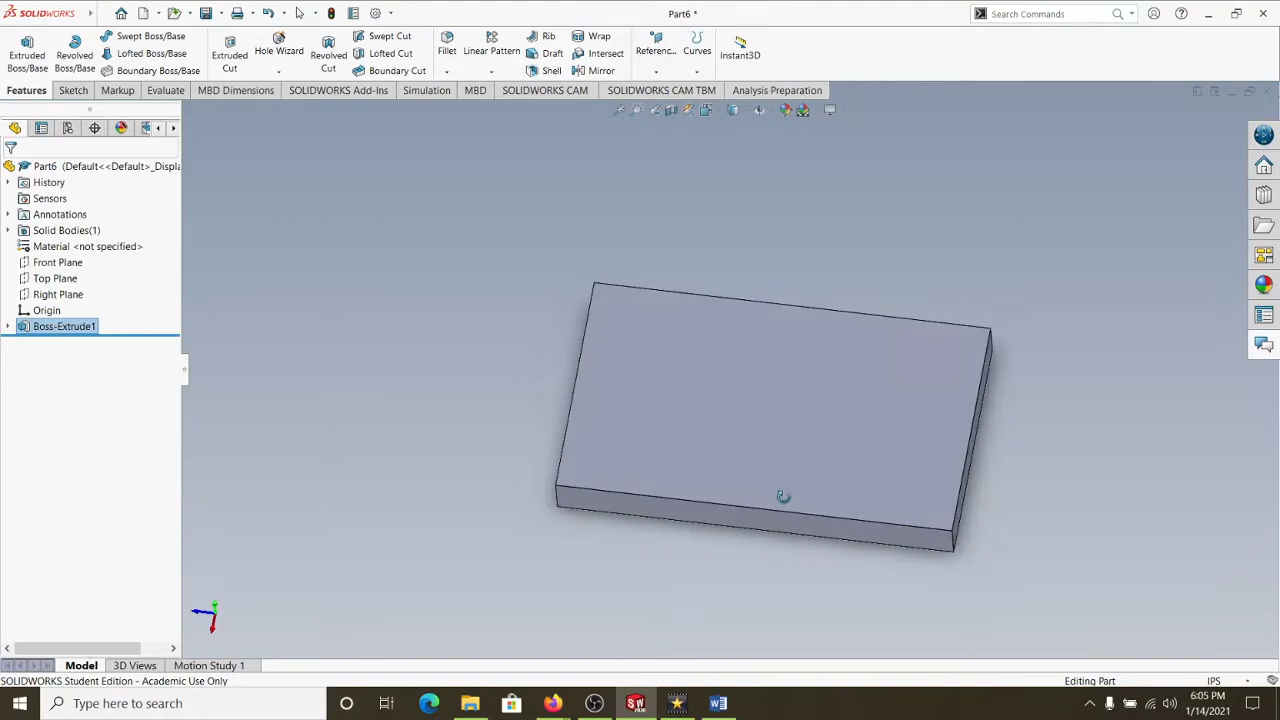 SOLIDWORKS
Part6 *
Search Commands
Extruded Boss/Base
Revolved Boss/Base
Swept Boss/Base
Lofted Boss/Base
Boundary Boss/Base
Extruded Cut
Hole Wizard
Revolved Cut
Swept Cut
Lofted Cut
Boundary Cut
Fillet
Linear Pattern
Rib
Draft
Shell
Wrap
Intersect
Mirror
Referenc...
Curves
Instant3D
Features Sketch Markup Evaluate MBD Dimensions SOLIDWORKS Add-Ins Simulation MBD SOLIDWORKS CAM SOLIDWORKS CAM TBM Analysis Preparation
Part6 (Default<<Default>_Displa
History
Sensors
Annotations
Solid Bodies(1)
Material <not specified>
Front Plane
Top Plane
Right Plane
Origin
Boss-Extrude1
Model 3D Views Motion Study 1
SOLIDWORKS Student Edition - Academic Use Only
Editing Part IPS
Type here to search
6:05 PM
1/14/2021